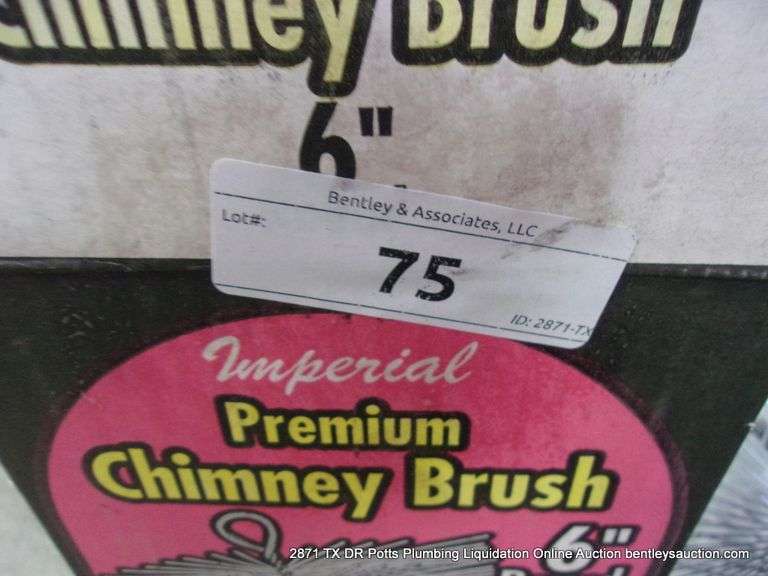 Chimney Brush
6"
Bentley & Associates, LLC
Lot#:
75
ID: 2871-TX
Imperial
Premium
Chimney Brush
6"
2871 TX DR Potts Plumbing Liquidation Online Auction bentleysauction.com